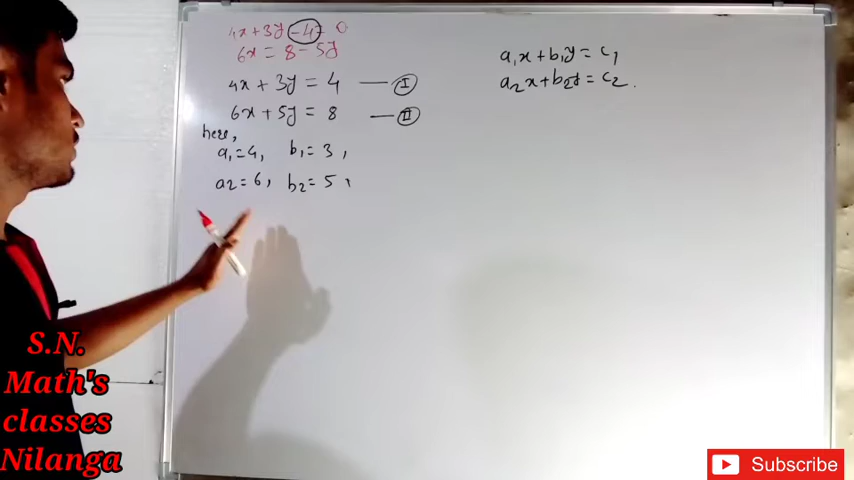 4x+3y-4= 0
6x = 8-5y
4x + 3y = 4 — I
6x + 5y = 8 — II
here,
a₁=4, b₁= 3,
a₂=6, b₂= 5,
a₁x+b₁y = c₁
a₂x+b₂y = c₂.
S.N.
Math's
classes
Nilanga
Subscribe